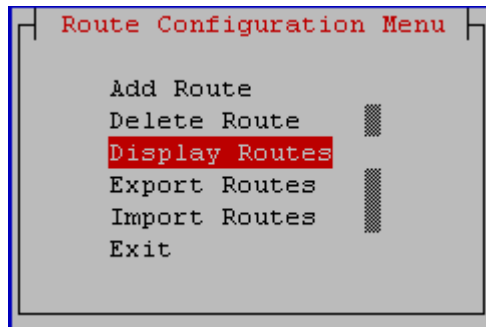 Route Configuration Menu
Add Route
Delete Route
Display Routes
Export Routes
Import Routes
Exit